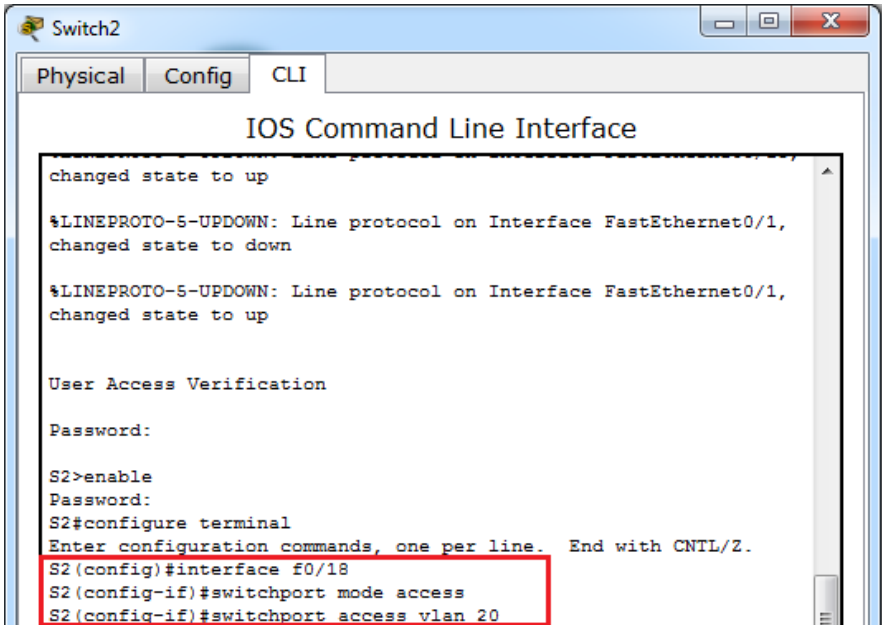 Switch2
Physical Config CLI
IOS Command Line Interface
changed state to up
%LINEPROTO-5-UPDOWN: Line protocol on Interface FastEthernet0/1,
changed state to down
%LINEPROTO-5-UPDOWN: Line protocol on Interface FastEthernet0/1,
changed state to up
User Access Verification
Password:
S2>enable
Password:
S2#configure terminal
Enter configuration commands, one per line.  End with CNTL/Z.
S2(config)#interface f0/18
S2(config-if)#switchport mode access
S2(config-if)#switchport access vlan 20